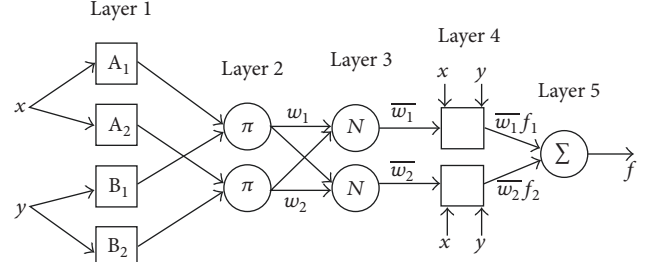 Layer 1
Layer 2
Layer 3
Layer 4
Layer 5
x
y
A₁
A₂
B₁
B₂
π
π
w₁
w₂
N
N
w̅₁
w̅₂
x y
x y
w̅₁f₁
w̅₂f₂
Σ
f